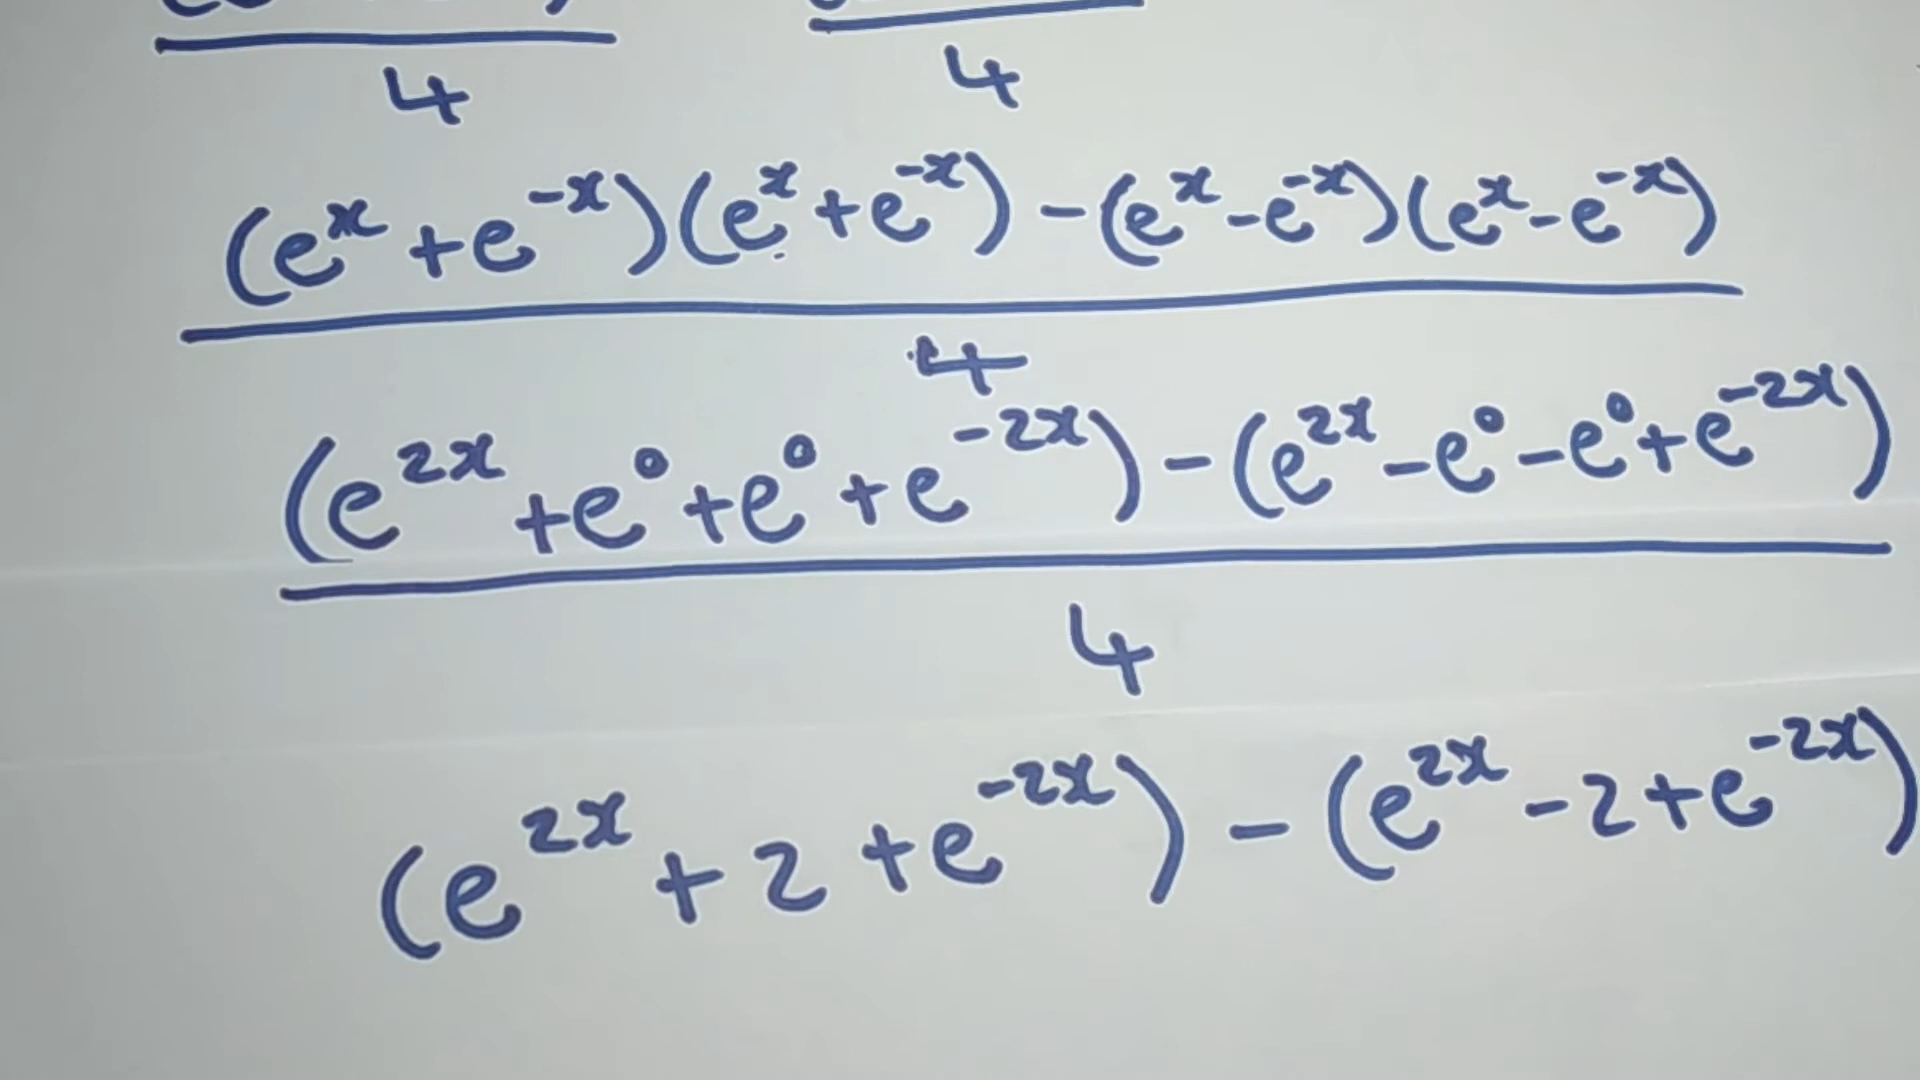 4 4
(e^x + e^-x)(e^x + e^-x) - (e^x - e^-x)(e^x - e^-x)
4
(e^2x + e^0 + e^0 + e^-2x) - (e^2x - e^0 - e^0 + e^-2x)
4
(e^2x + 2 + e^-2x) - (e^2x - 2 + e^-2x)